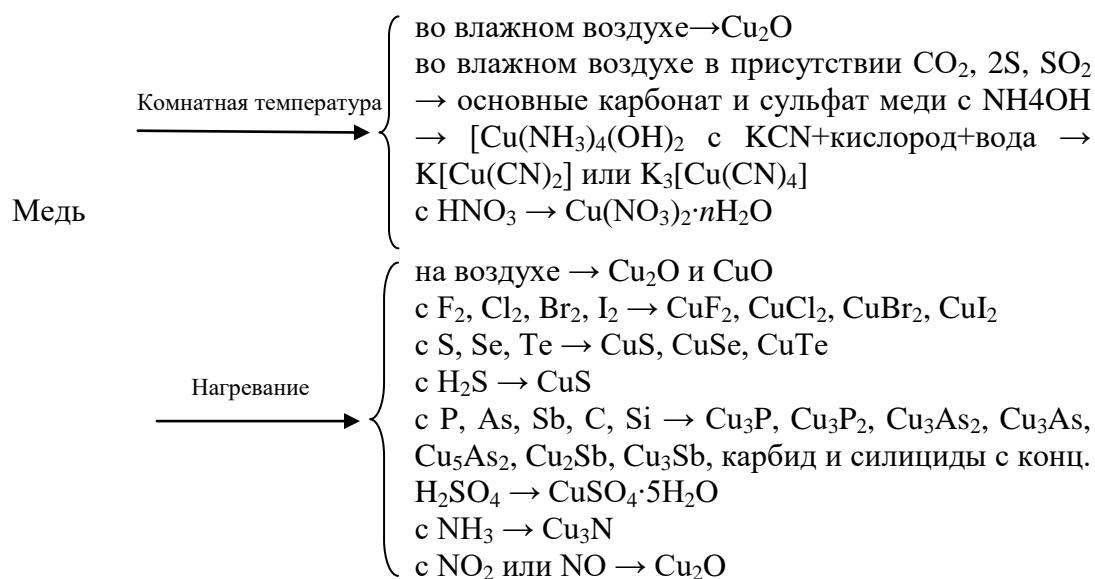 во влажном воздухе→Cu₂O
во влажном воздухе в присутствии CO₂, 2S, SO₂
Комнатная температура
→ основные карбонат и сульфат меди с NH4OH
→ [Cu(NH₃)₄(OH)₂ с KCN+кислород+вода →
K[Cu(CN)₂] или K₃[Cu(CN)₄]
Медь
с HNO₃ → Cu(NO₃)₂·nH₂O
на воздухе → Cu₂O и CuO
с F₂, Cl₂, Br₂, I₂ → CuF₂, CuCl₂, CuBr₂, CuI₂
с S, Se, Te → CuS, CuSe, CuTe
Нагревание
с H₂S → CuS
с P, As, Sb, C, Si → Cu₃P, Cu₃P₂, Cu₃As₂, Cu₃As,
Cu₅As₂, Cu₂Sb, Cu₃Sb, карбид и силициды с конц.
H₂SO₄ → CuSO₄·5H₂O
с NH₃ → Cu₃N
с NO₂ или NO → Cu₂O